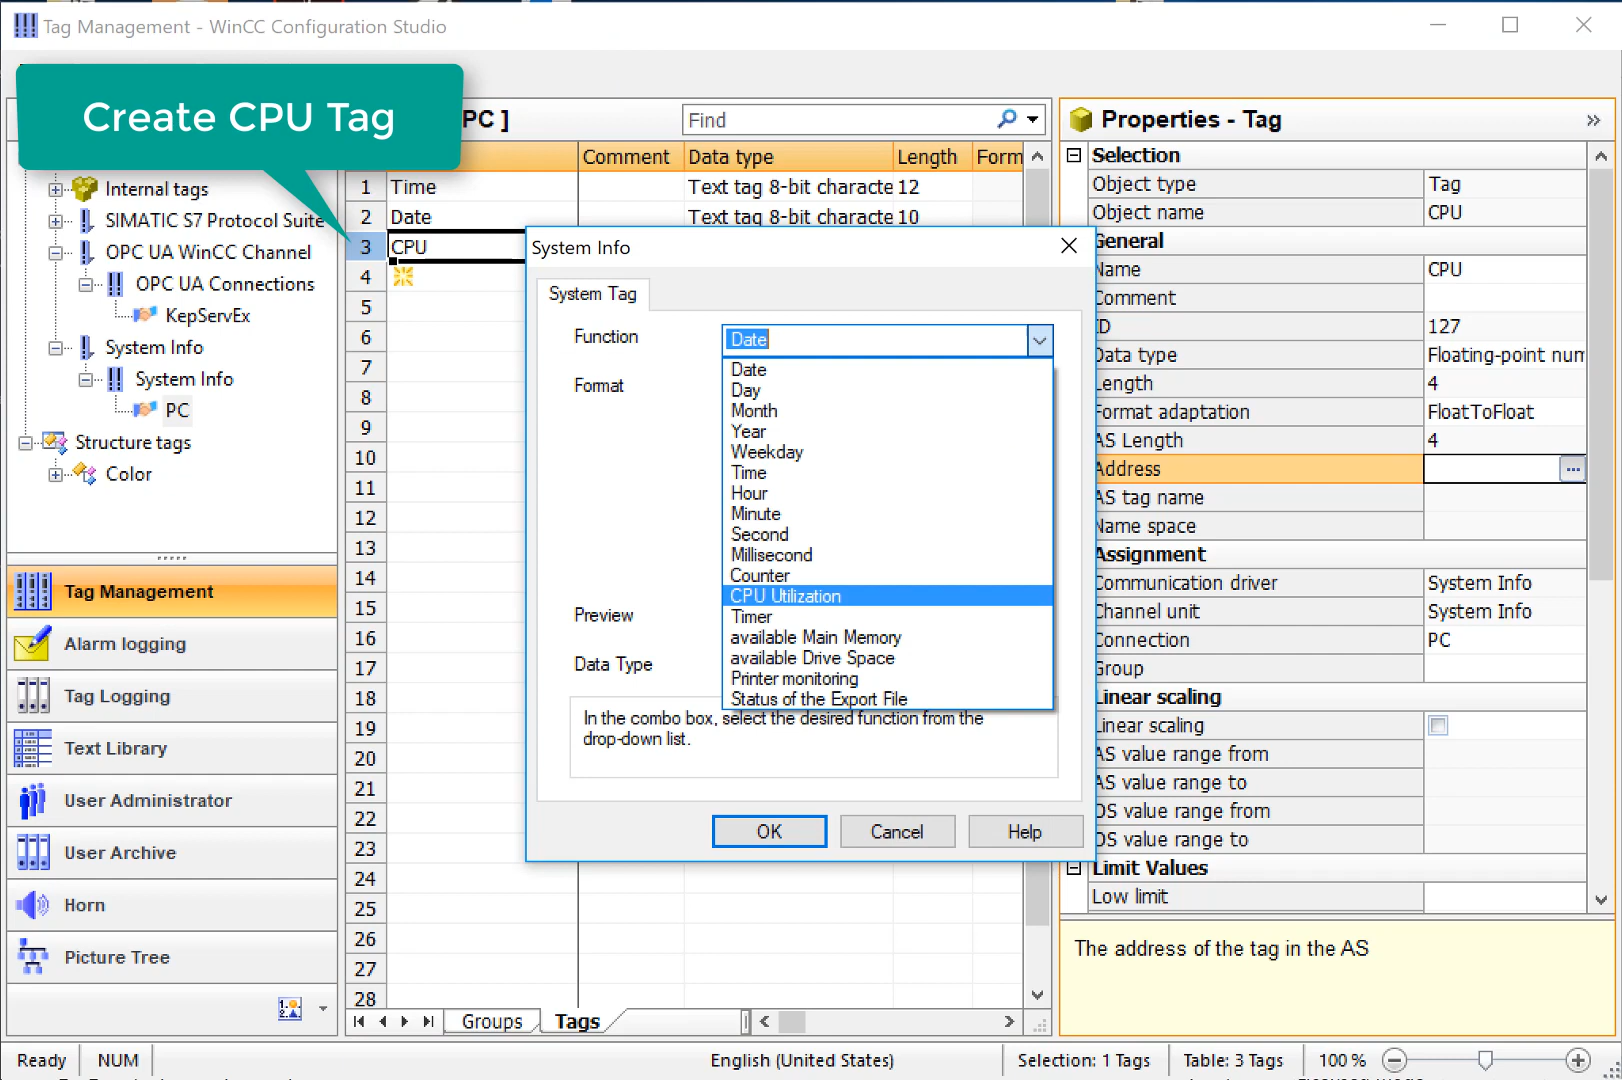 Tag Management - WinCC Configuration Studio
Create CPU Tag
PC ]
Find
Properties - Tag
Comment Data type Length Form
1 Time Text tag 8-bit characte 12
2 Date Text tag 8-bit characte 10
3 CPU
4
5
6
7
8
9
10
11
12
13
14
15
16
17
18
19
20
21
22
23
24
25
26
27
28
Internal tags
SIMATIC S7 Protocol Suite
OPC UA WinCC Channel
OPC UA Connections
KepServEx
System Info
System Info
PC
Structure tags
Color
Tag Management
Alarm logging
Tag Logging
Text Library
User Administrator
User Archive
Horn
Picture Tree
System Info
System Tag
Function
Date
Format
Date
Day
Month
Year
Weekday
Time
Hour
Minute
Second
Millisecond
Counter
CPU Utilization
Timer
available Main Memory
available Drive Space
Printer monitoring
Status of the Export File
Preview
Data Type
In the combo box, select the desired function from the
drop-down list.
OK Cancel Help
Selection
Object type Tag
Object name CPU
General
Name CPU
Comment
ID 127
Data type Floating-point num
Length 4
Format adaptation FloatToFloat
AS Length 4
Address ...
AS tag name
Name space
Assignment
Communication driver System Info
Channel unit System Info
Connection PC
Group
Linear scaling
Linear scaling
AS value range from
AS value range to
OS value range from
OS value range to
Limit Values
Low limit
The address of the tag in the AS
Groups Tags
Ready NUM English (United States) Selection: 1 Tags Table: 3 Tags 100 %